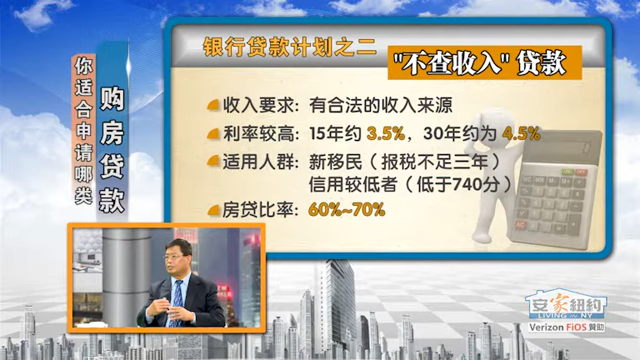 银行贷款计划之二
"不查收入" 贷款
你适合申请哪类
购房贷款
收入要求: 有合法的收入来源
利率较高: 15年约 3.5%, 30年约为 4.5%
适用人群: 新移民（报税不足三年）
信用较低者（低于740分）
房贷比率: 60%~70%
安家紐約
LIVING IN NY
Verizon FiOS 贊助